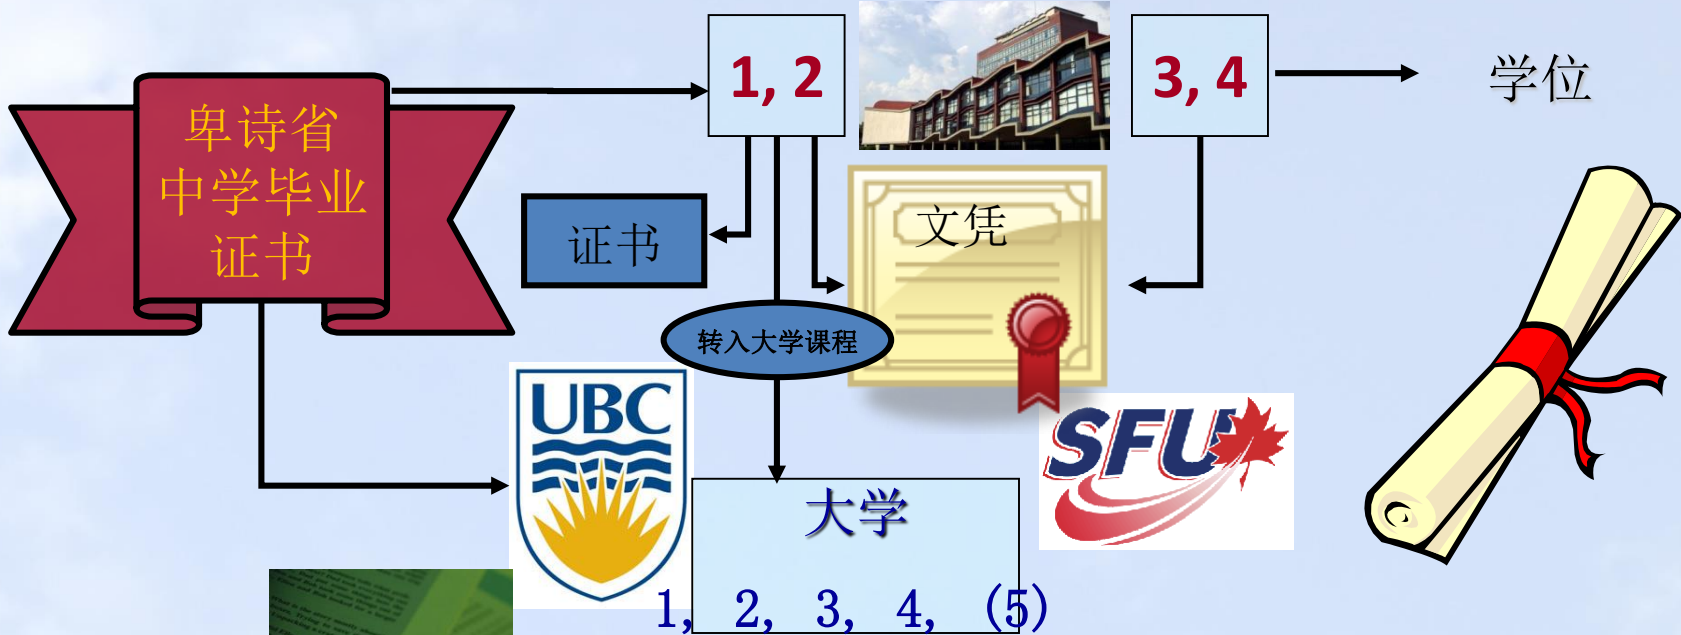 卑诗省
中学毕业
证书
1, 2
3, 4
学位
证书
文凭
转入大学课程
UBC
SFU
大学
1, 2, 3, 4, (5)